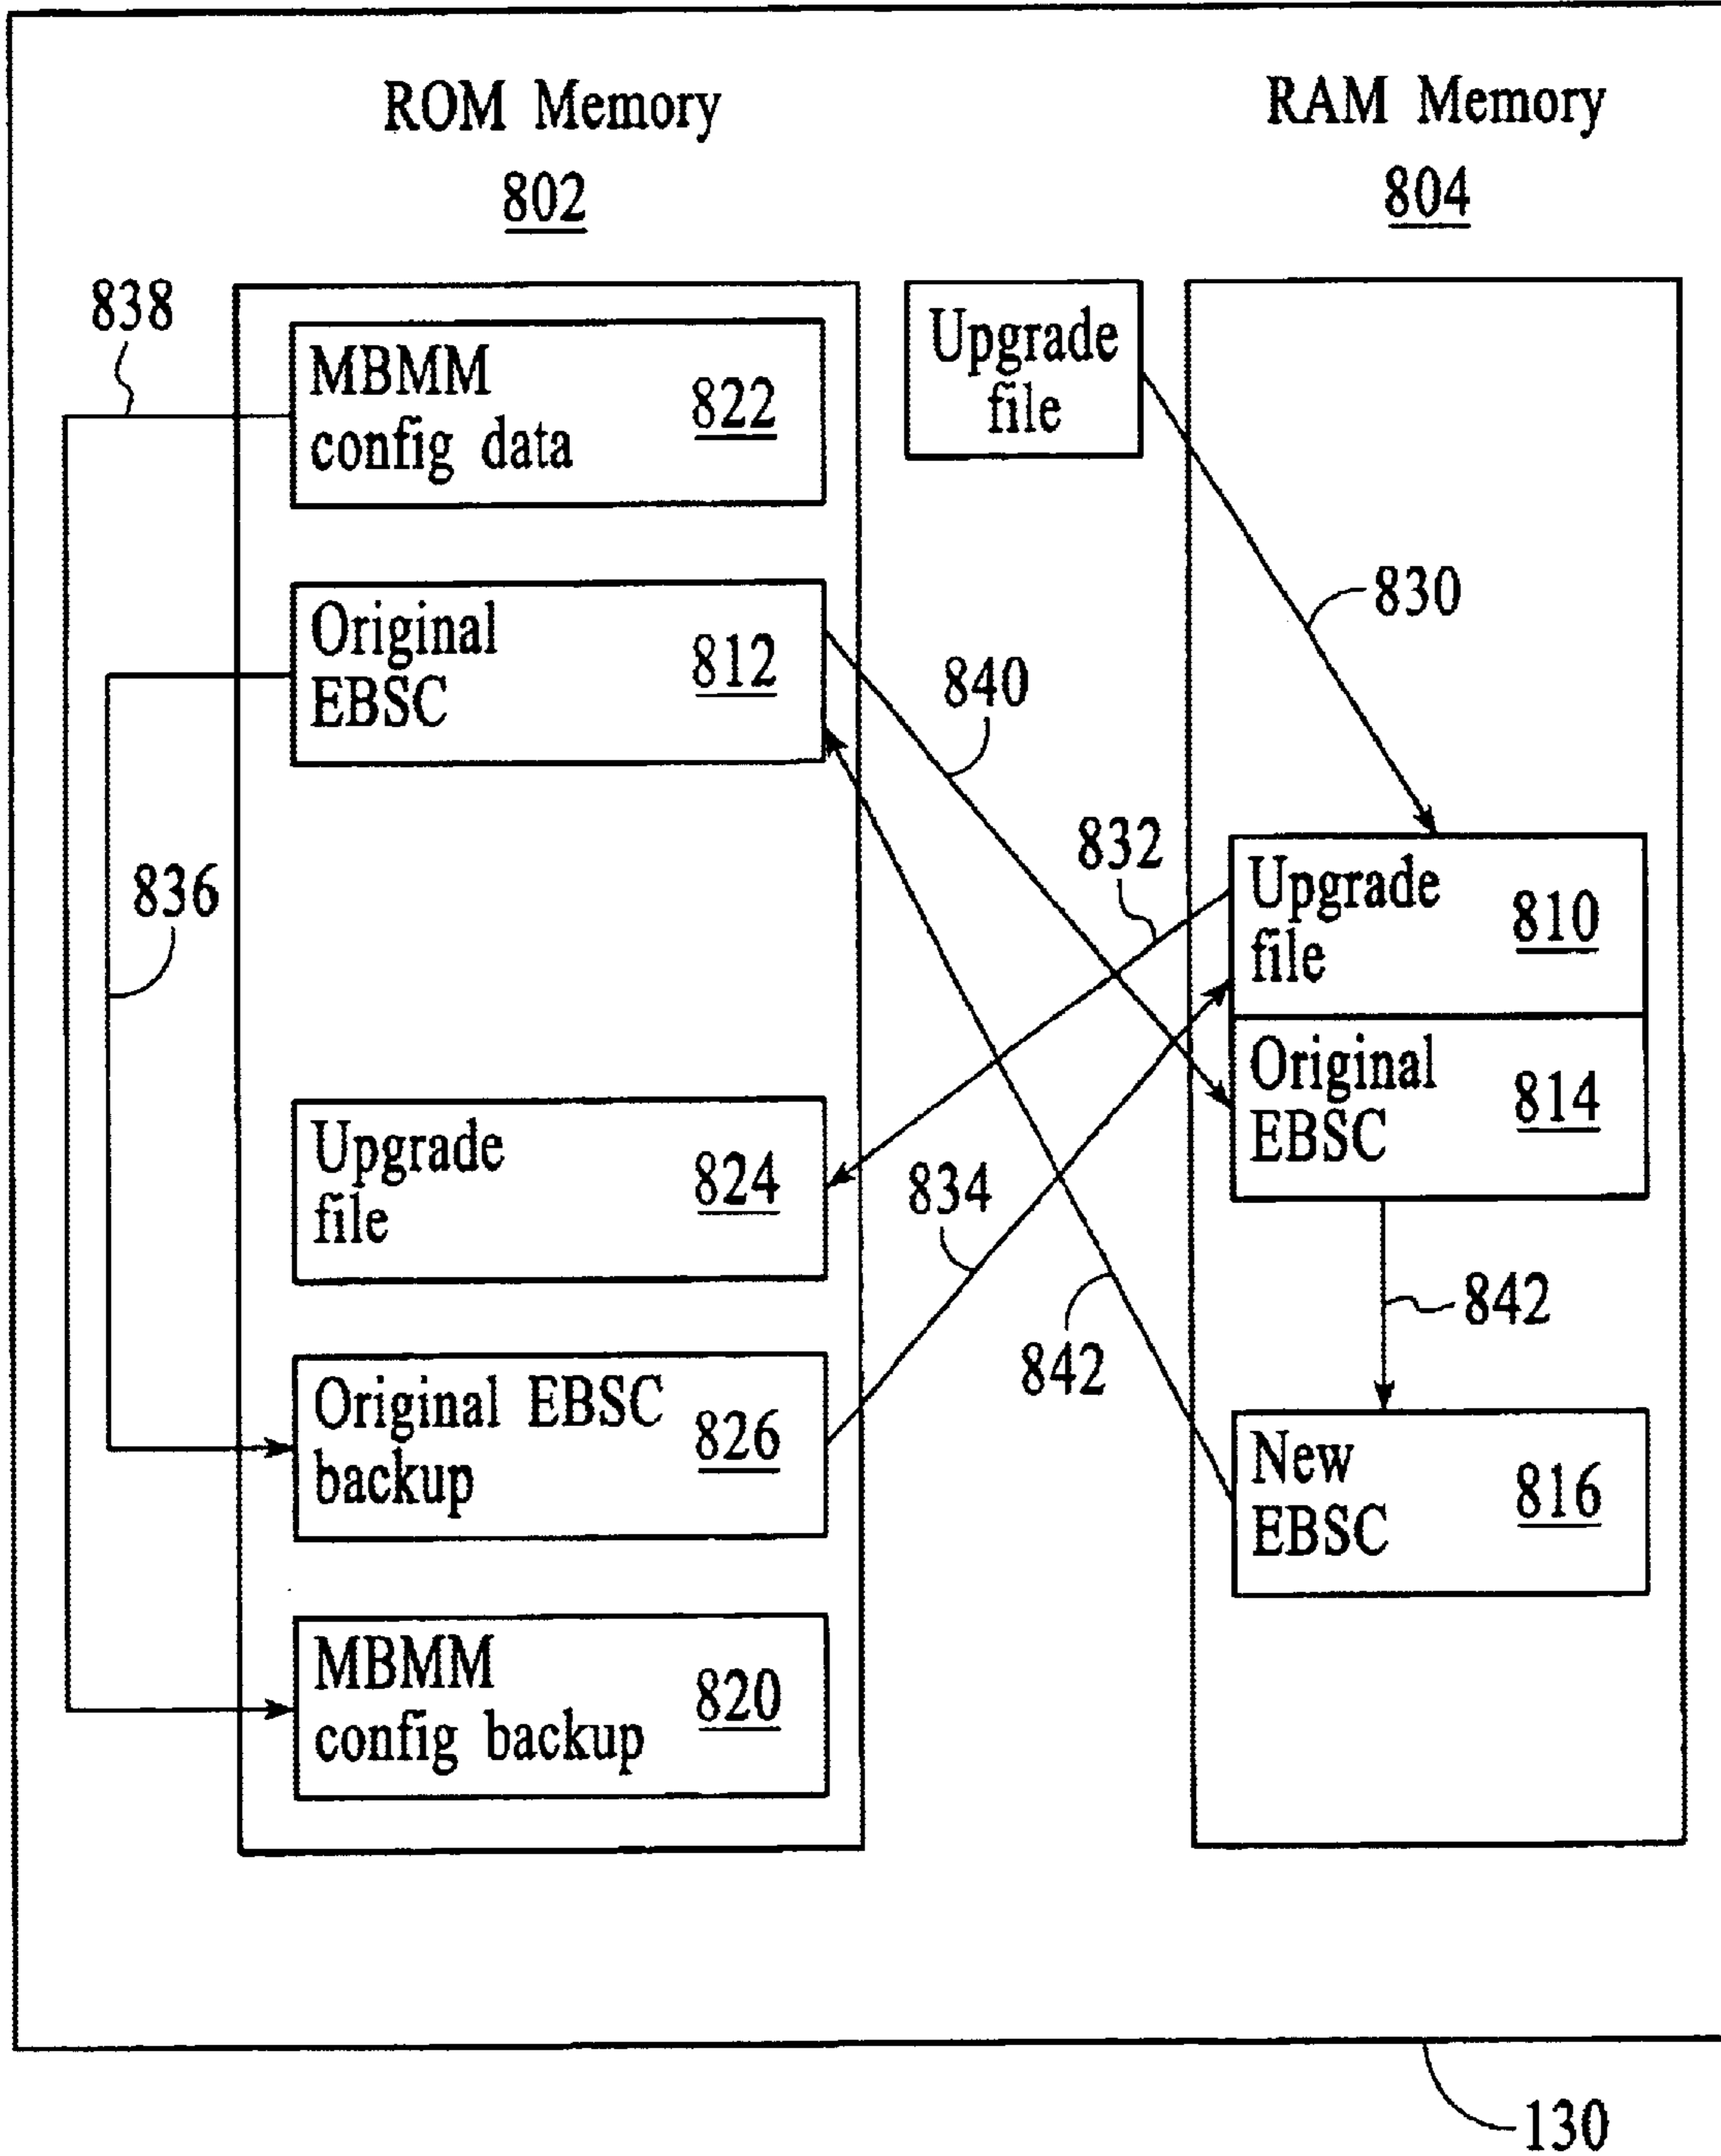 ROM Memory
802
RAM Memory
804
838
MBMM
config data
822
Upgrade
file
Original
EBSC
812
830
840
836
832
Upgrade
file
810
Original
EBSC
814
Upgrade
file
824
834
842
842
Original EBSC
backup
826
New
EBSC
816
MBMM
config backup
820
130